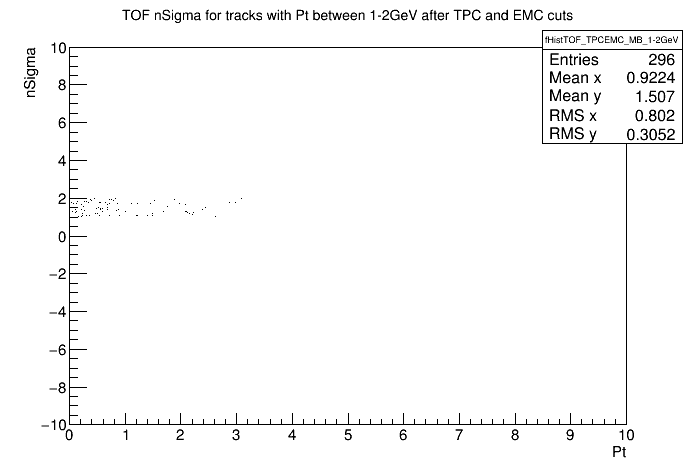 TOF nSigma for tracks with Pt between 1-2GeV after TPC and EMC cuts
fHistTOF_TPCEMC_MB_1-2GeV
Entries 296
Mean x 0.9224
Mean y 1.507
RMS x 0.802
RMS y 0.3052
nSigma
10
8
6
4
2
0
−2
−4
−6
−8
−10
0 1 2 3 4 5 6 7 8 9 10
Pt